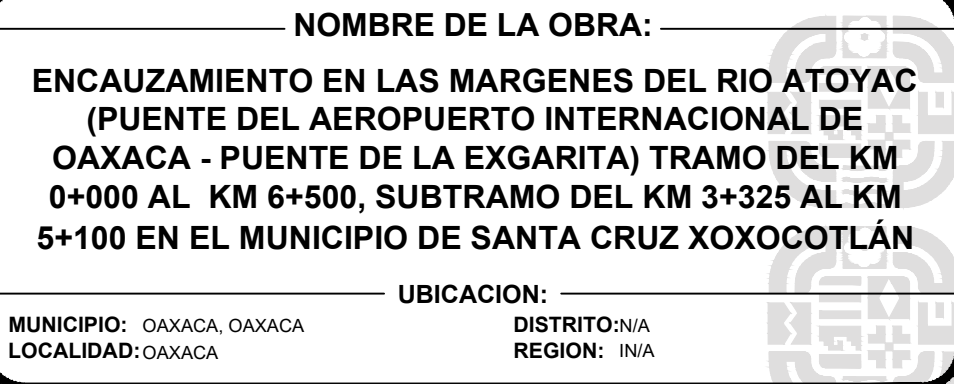 NOMBRE DE LA OBRA:
ENCAUZAMIENTO EN LAS MARGENES DEL RIO ATOYAC
(PUENTE DEL AEROPUERTO INTERNACIONAL DE
OAXACA - PUENTE DE LA EXGARITA) TRAMO DEL KM
0+000 AL KM 6+500, SUBTRAMO DEL KM 3+325 AL KM
5+100 EN EL MUNICIPIO DE SANTA CRUZ XOXOCOTLÁN
UBICACION:
MUNICIPIO: OAXACA, OAXACA DISTRITO:N/A
LOCALIDAD: OAXACA REGION: IN/A